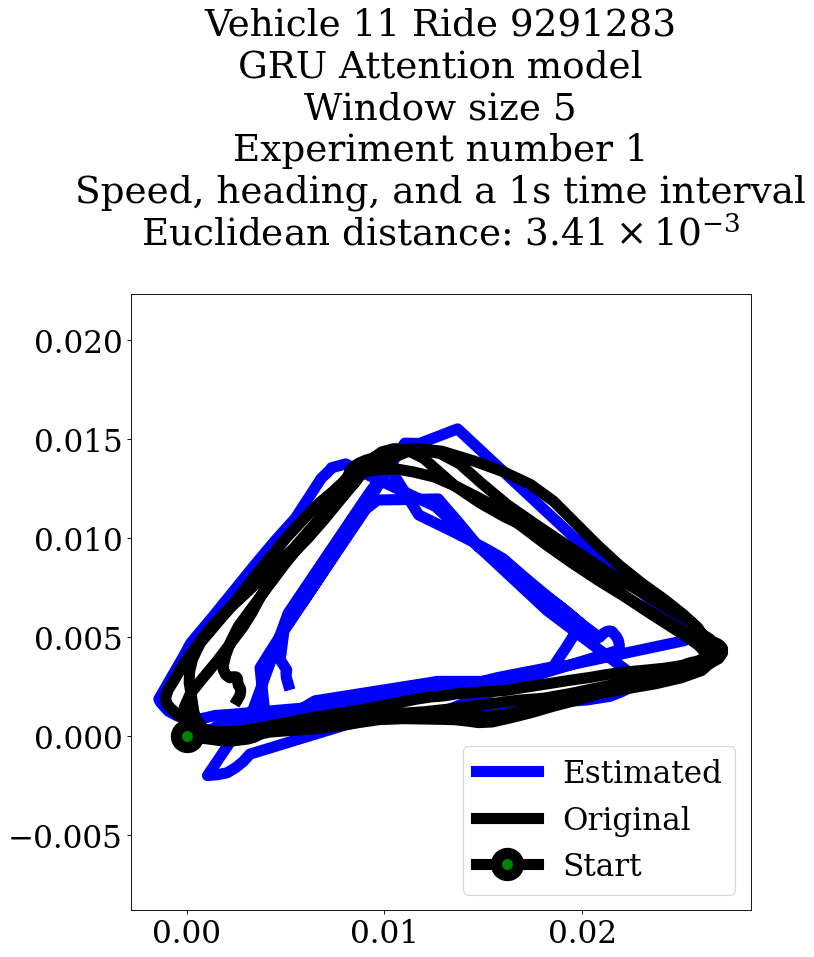 Vehicle 11 Ride 9291283
GRU Attention model
Window size 5
Experiment number 1
Speed, heading, and a 1s time interval
Euclidean distance: 3.41 × 10⁻³
0.020
0.015
0.010
0.005
0.000
−0.005
Estimated
Original
Start
0.00 0.01 0.02